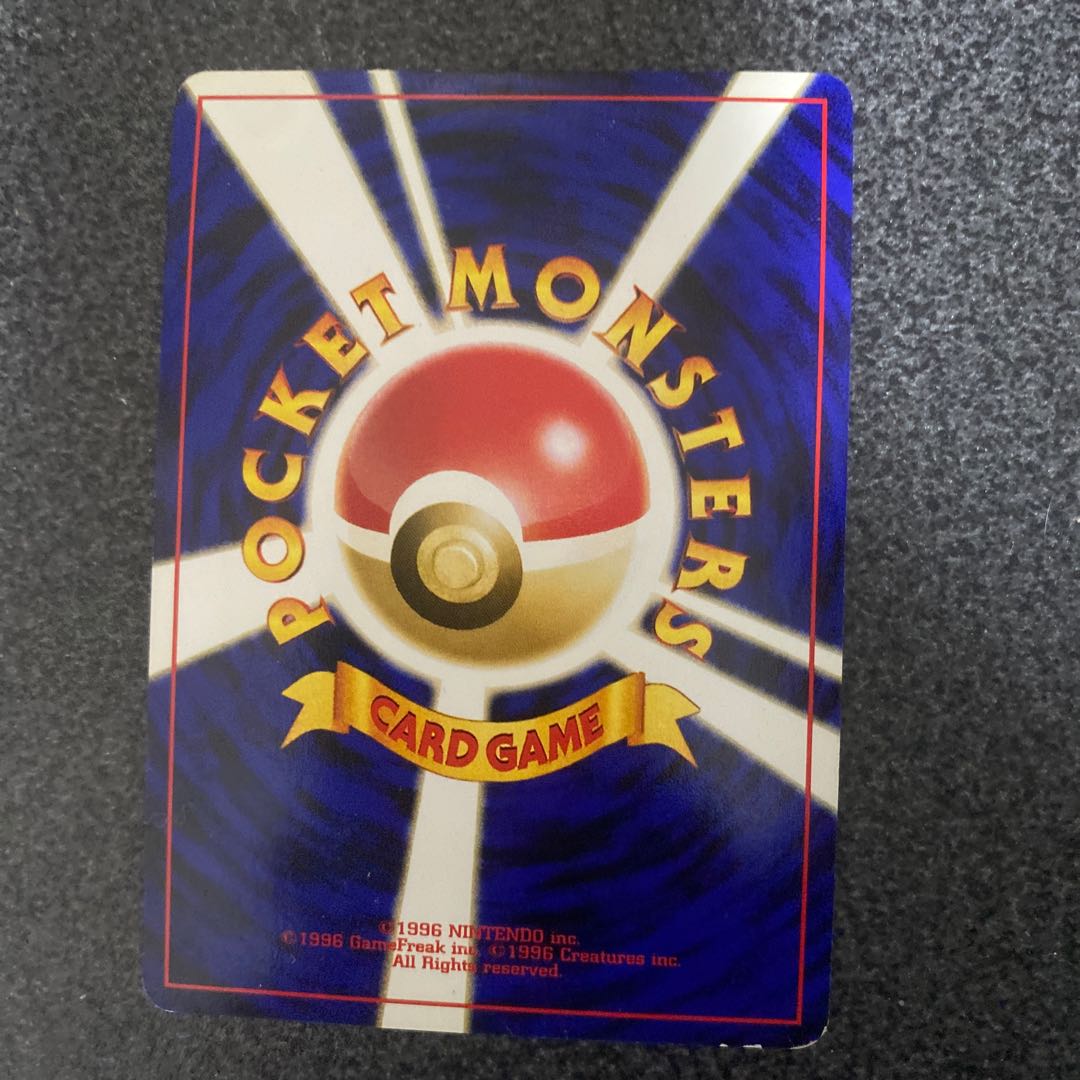 POCKET MONSTERS
CARD GAME
©1996 NINTENDO inc.
©1996 GameFreak inc. ©1996 Creatures inc.
All Rights reserved.